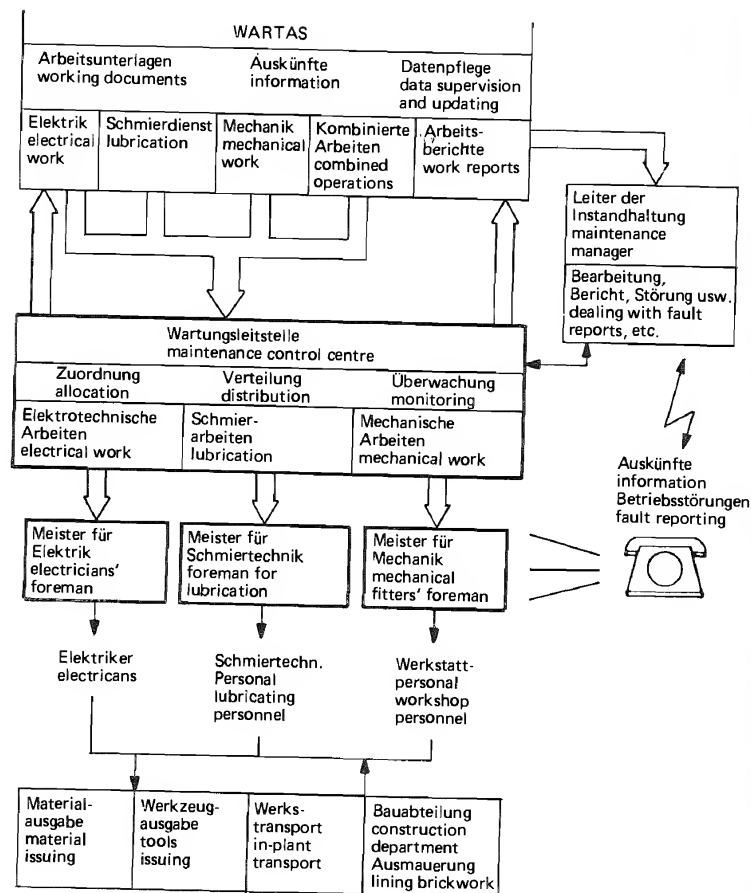 WARTAS
Arbeitsunterlagen
working documents
Auskünfte
information
Datenpflege
data supervision
and updating
Elektrik
electrical
work
Schmierdienst
lubrication
Mechanik
mechanical
work
Kombinierte
Arbeiten
combined
operations
Arbeits-
berichte
work reports
Leiter der
Instandhaltung
maintenance
manager
Bearbeitung,
Bericht, Störung usw.
dealing with fault
reports, etc.
Wartungsleitstelle
maintenance control centre
Zuordnung
allocation
Verteilung
distribution
Überwachung
monitoring
Elektrotechnische
Arbeiten
electrical work
Schmier-
arbeiten
lubrication
Mechanische
Arbeiten
mechanical work
Auskünfte
information
Betriebsstörungen
fault reporting
Meister für
Elektrik
electricians'
foreman
Meister für
Schmiertechnik
foreman for
lubrication
Meister für
Mechanik
mechanical
fitters' foreman
Elektriker
electricans
Schmiertechn.
Personal
lubricating
personnel
Werkstatt-
personal
workshop
personnel
Material-
ausgabe
material
issuing
Werkzeug-
ausgabe
tools
issuing
Werks-
transport
in-plant
transport
Bauabteilung
construction
department
Ausmauerung
lining brickwork